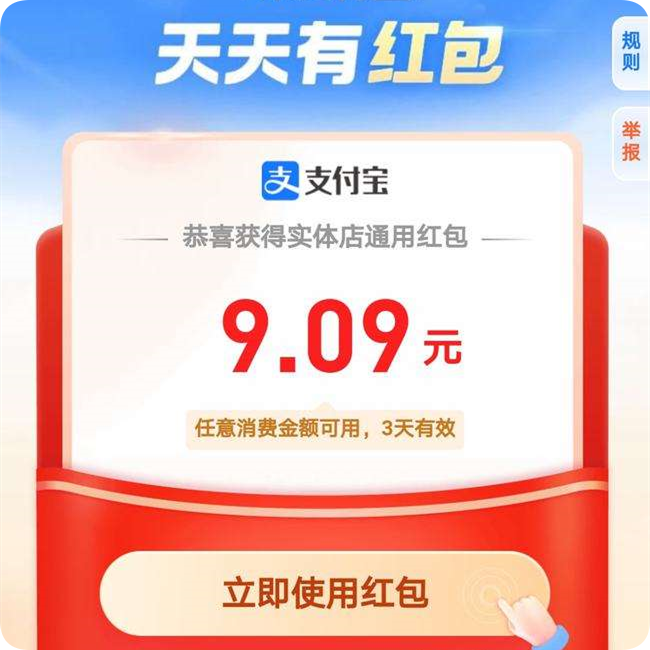 天天有红包
规则
举报
支付宝
恭喜获得实体店通用红包
9.09元
任意消费金额可用，3天有效
立即使用红包